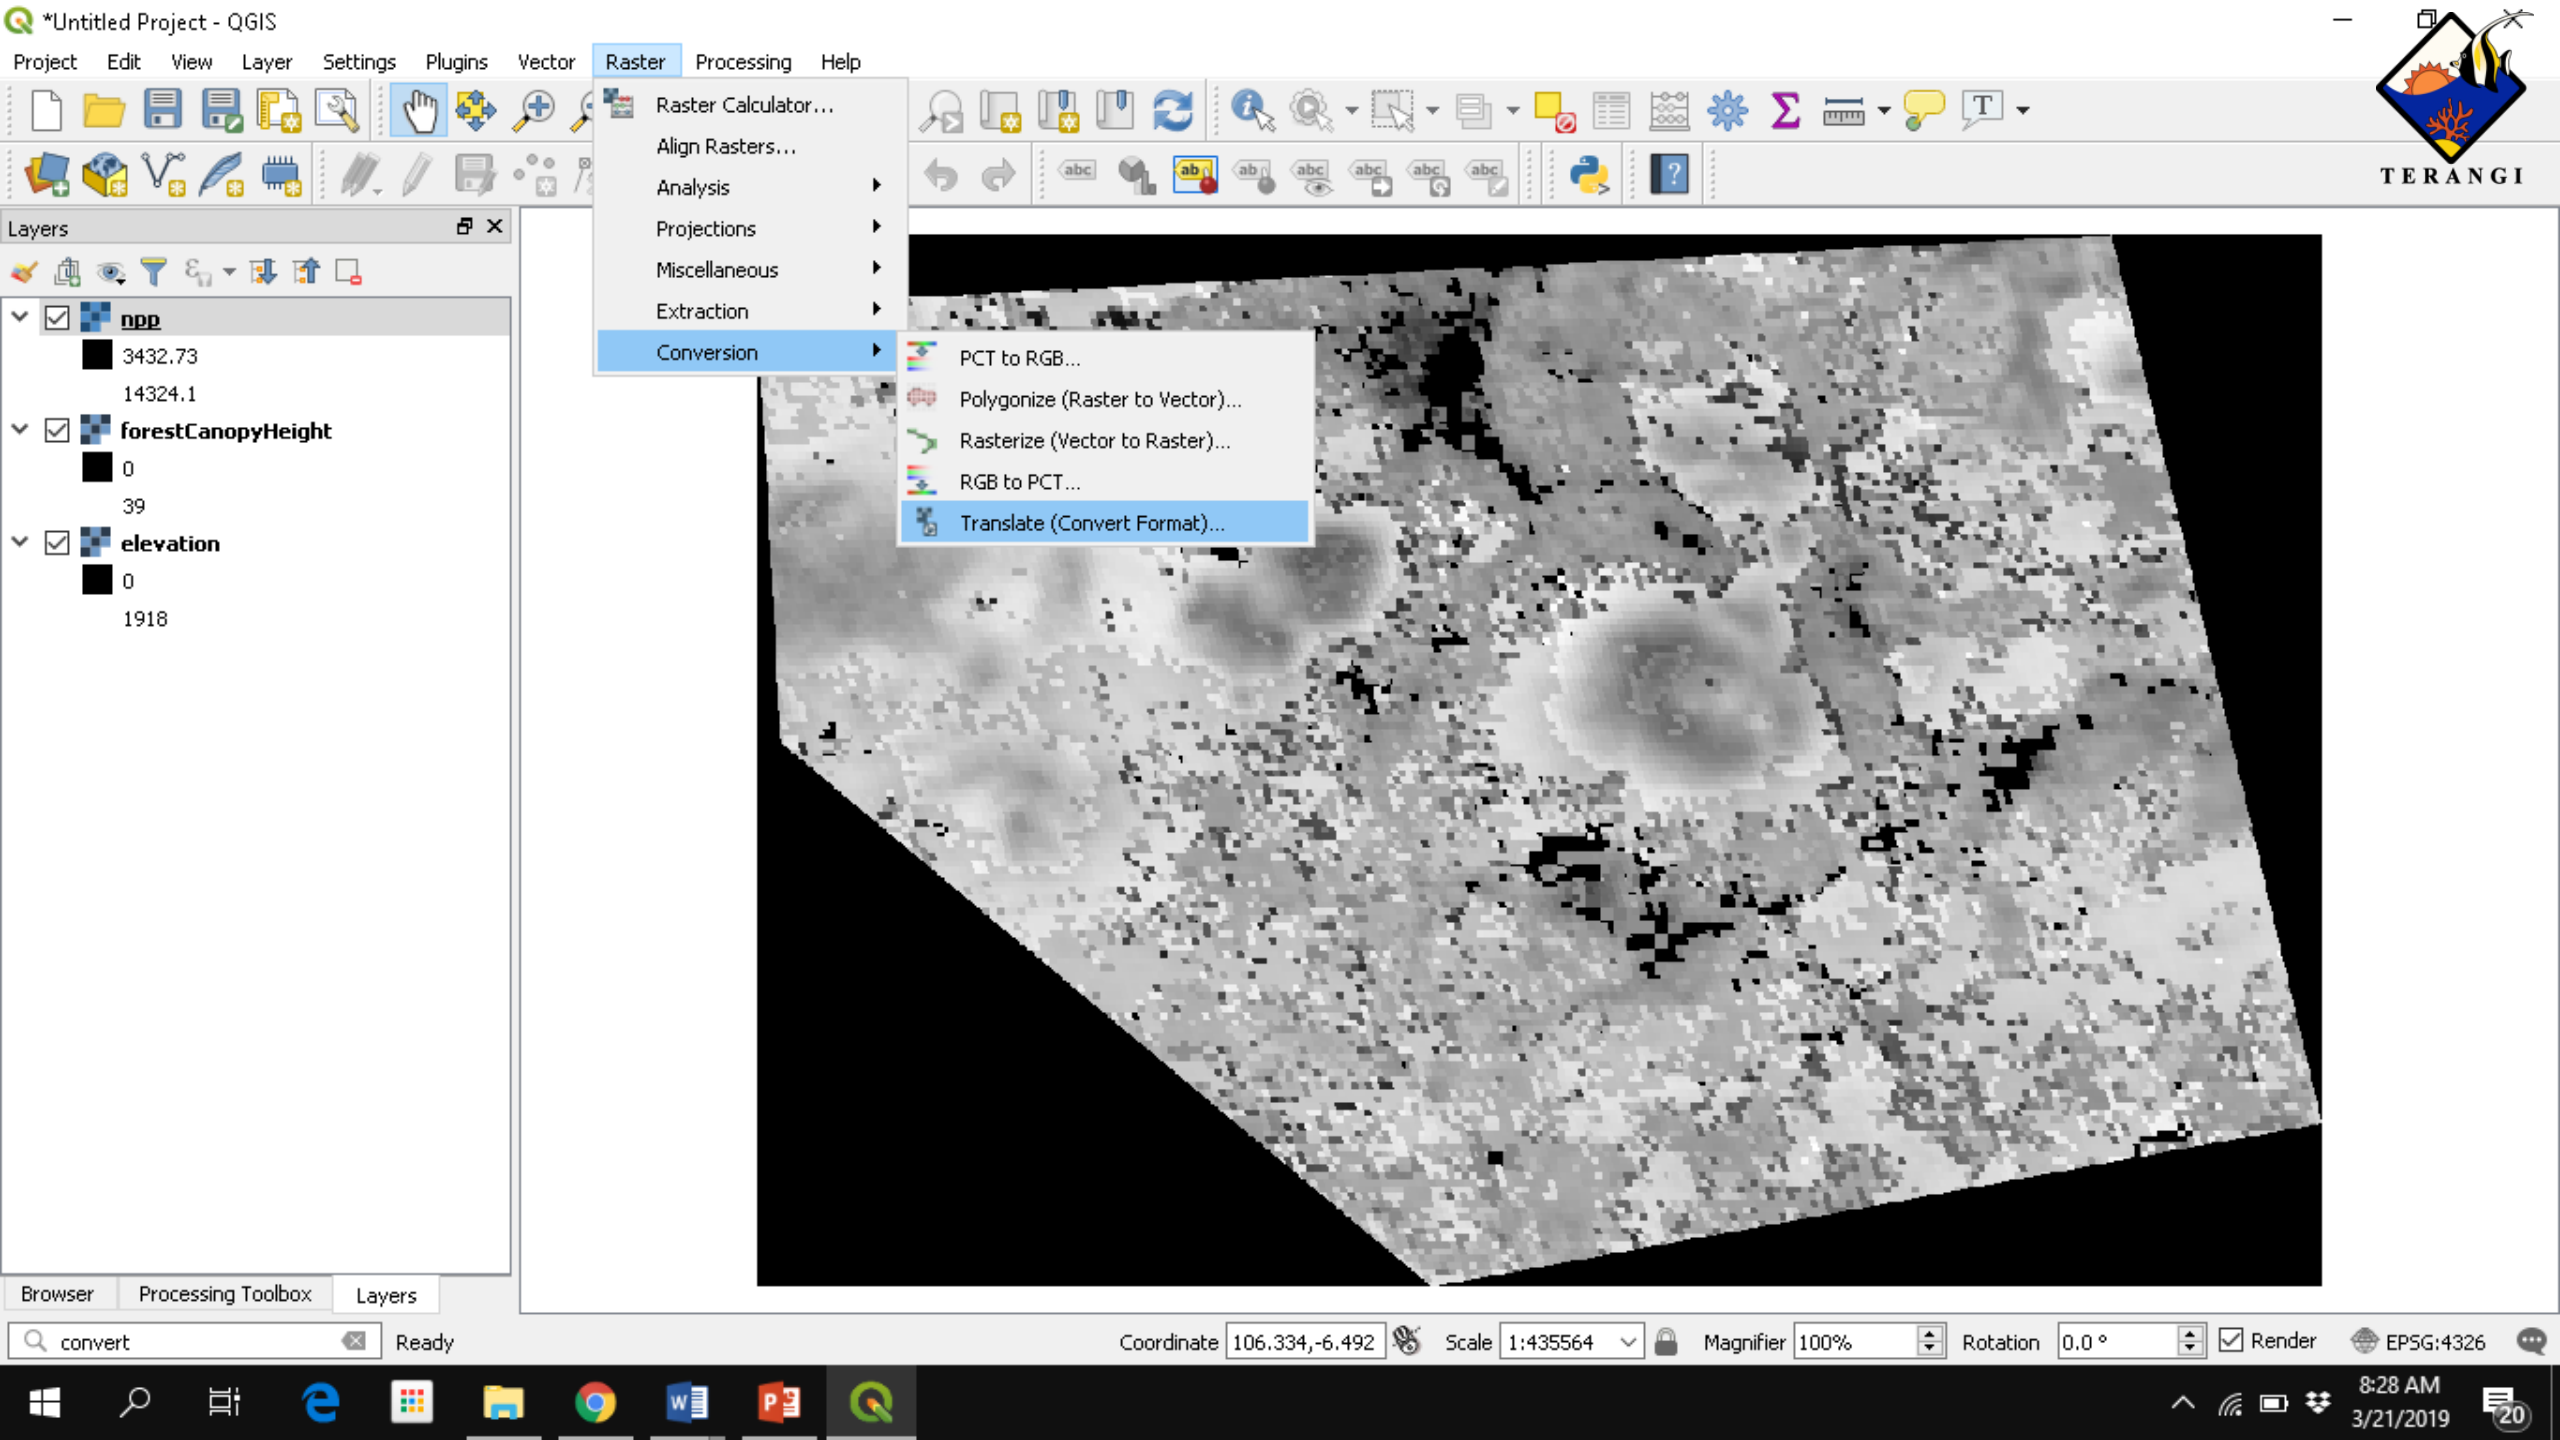 *Untitled Project - QGIS
Project Edit View Layer Settings Plugins Vector Raster Processing Help
TERANGI
Raster Calculator...
Align Rasters...
Analysis
Projections
Miscellaneous
Extraction
Conversion
PCT to RGB...
Polygonize (Raster to Vector)...
Rasterize (Vector to Raster)...
RGB to PCT...
Translate (Convert Format)...
Layers
npp
3432.73
14324.1
forestCanopyHeight
0
39
elevation
0
1918
Browser Processing Toolbox Layers
convert Ready Coordinate 106.334,-6.492 Scale 1:435564 Magnifier 100% Rotation 0.0 ° Render EPSG:4326
8:28 AM
3/21/2019
20